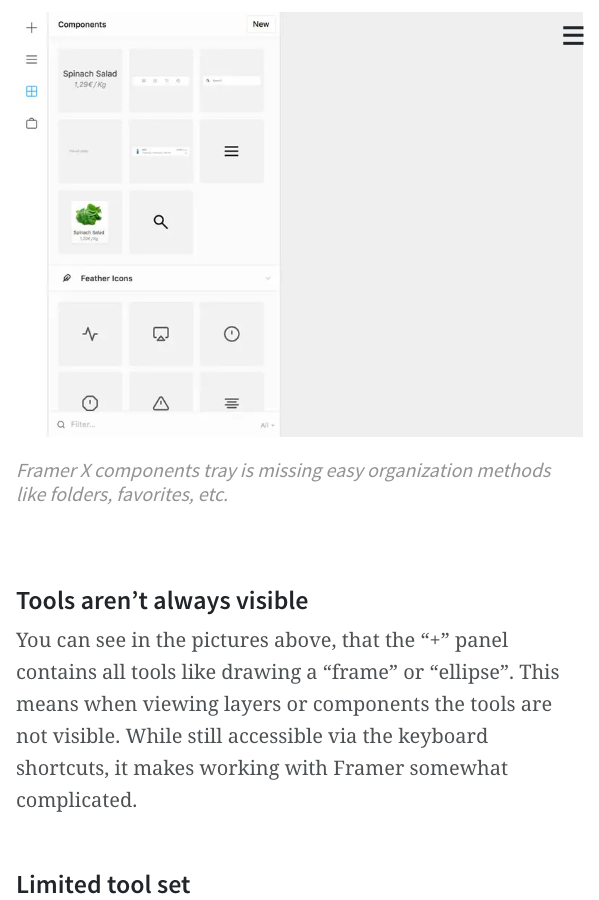 Components
New
Spinach Salad
1,29€/Kg
Spinach Salad
Feather Icons
Filter...
All
Framer X components tray is missing easy organization methods
like folders, favorites, etc.
Tools aren’t always visible
You can see in the pictures above, that the “+” panel
contains all tools like drawing a “frame” or “ellipse”. This
means when viewing layers or components the tools are
not visible. While still accessible via the keyboard
shortcuts, it makes working with Framer somewhat
complicated.
Limited tool set